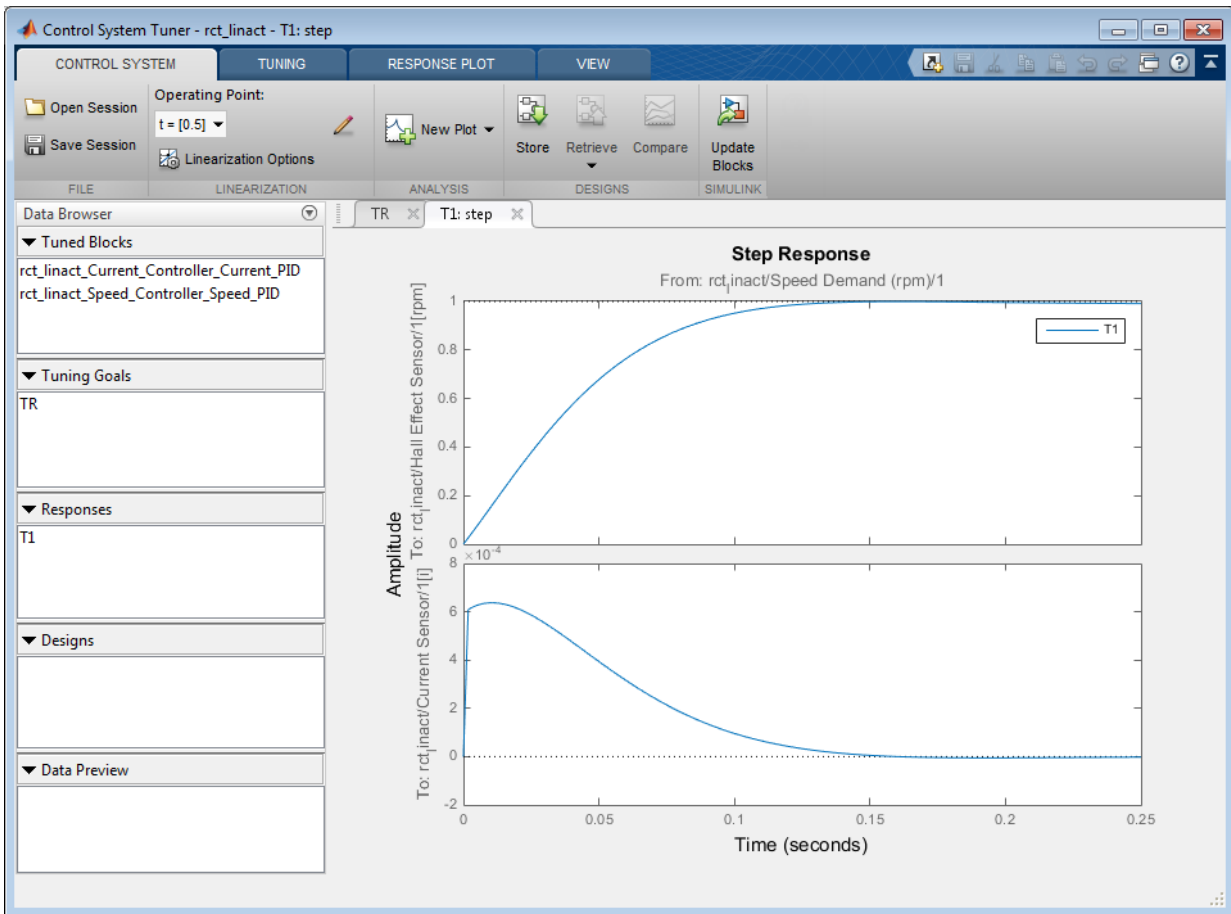 Control System Tuner - rct_linact - T1: step
CONTROL SYSTEM
TUNING
RESPONSE PLOT
VIEW
Open Session
Save Session
FILE
Operating Point:
t = [0.5]
Linearization Options
LINEARIZATION
New Plot
ANALYSIS
Store
Retrieve
Compare
DESIGNS
Update
Blocks
SIMULINK
Data Browser
Tuned Blocks
rct_linact_Current_Controller_Current_PID
rct_linact_Speed_Controller_Speed_PID
Tuning Goals
TR
Responses
T1
Designs
Data Preview
TR
T1: step
Step Response
From: rctlinact/Speed Demand (rpm)/1
Amplitude
To: rctlinact/Hall Effect Sensor/1[rpm]
1
0.8
0.6
0.4
0.2
0
T1
To: rctlinact/Current Sensor/1[i]
×10-4
8
6
4
2
0
-2
0
0.05
0.1
0.15
0.2
0.25
Time (seconds)